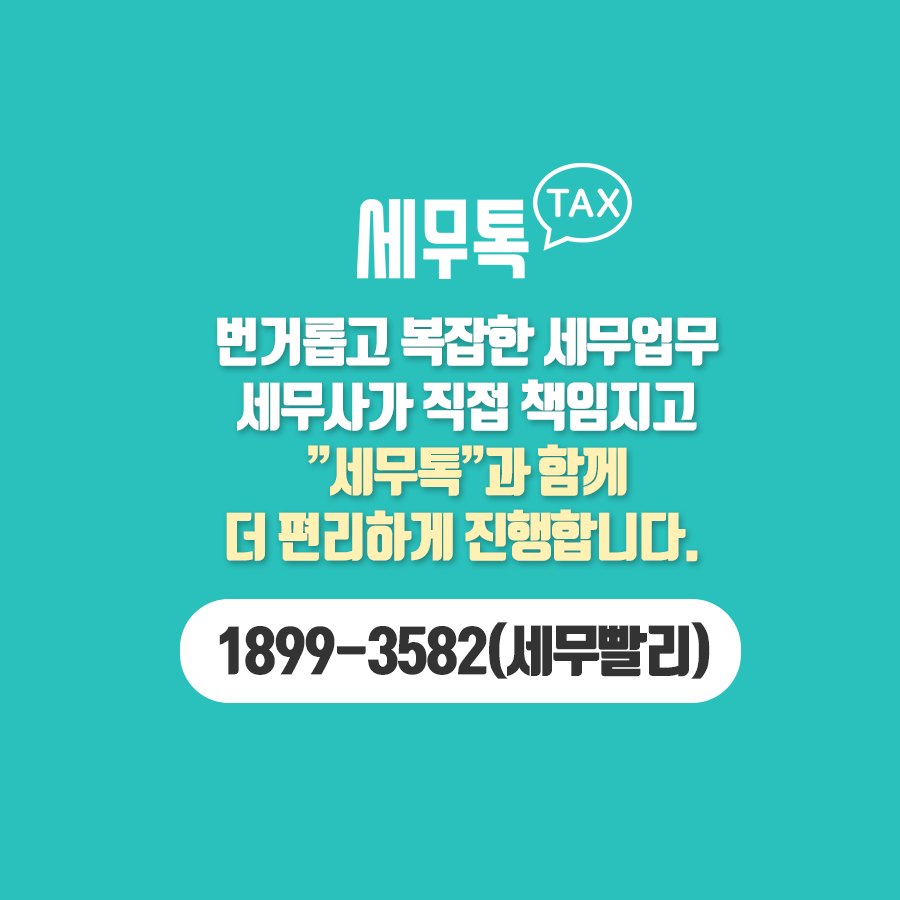 세무톡 TAX
번거롭고 복잡한 세무업무
세무사가 직접 책임지고
”세무톡”과 함께
더 편리하게 진행합니다.
1899-3582(세무빨리)